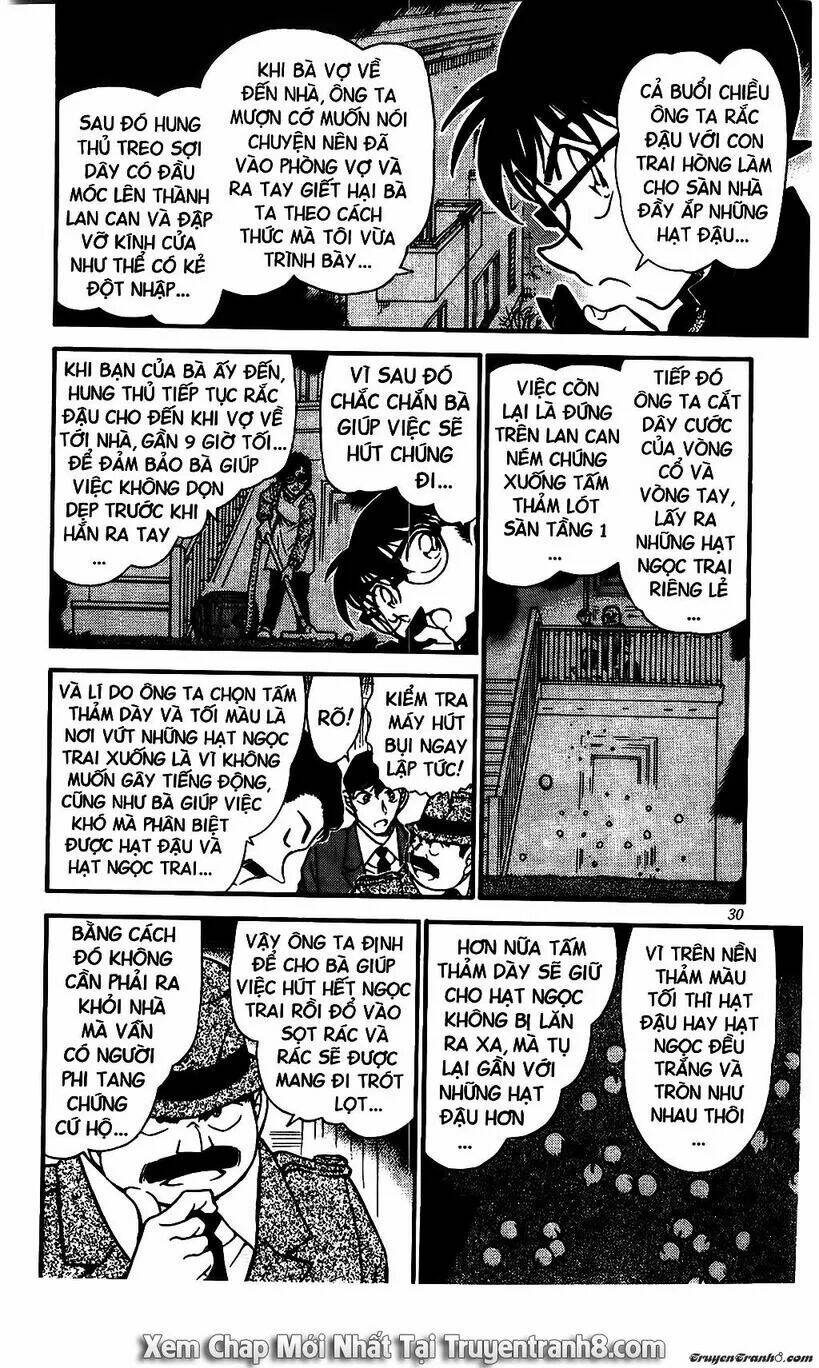 CẢ BUỔI CHIỀU
ÔNG TA RẮC
ĐẬU VỚI CON
TRAI HÒNG LÀM
CHO SÀN NHÀ
ĐẦY ẮP NHỮNG
HẠT ĐẬU...
KHI BÀ VỢ VỀ
ĐẾN NHÀ, ÔNG TA
MƯỢN CỚ MUỐN NÓI
CHUYỆN NÊN ĐÃ
VÀO PHÒNG VỢ VÀ
RA TAY GIẾT HẠI BÀ
TA THEO CÁCH
THỨC MÀ TÔI VỪA
TRÌNH BÀY...
SAU ĐÓ HUNG
THỦ TREO SỢI
DÂY CÓ ĐẦU
MÓC LÊN THÀNH
LAN CAN VÀ ĐẬP
VỠ KÍNH CỬA
NHƯ THỂ CÓ KẺ
ĐỘT NHẬP...
TIẾP ĐÓ
ÔNG TA CẮT
DÂY CƯỚC
CỦA VÒNG
CỔ VÀ
VÒNG TAY,
LẤY RA
NHỮNG HẠT
NGỌC TRAI
RIÊNG LẺ
...
VIỆC CÒN
LẠI LÀ ĐỨNG
TRÊN LAN CAN
NÉM CHÚNG
XUỐNG TẤM
THẢM LÓT
SÀN TẦNG 1
...
VÌ SAU ĐÓ
CHẮC CHẮN BÀ
GIÚP VIỆC SẼ
HÚT CHÚNG
ĐI...
KHI BẠN CỦA BÀ ẤY ĐẾN,
HUNG THỦ TIẾP TỤC RẮC
ĐẬU CHO ĐẾN KHI VỢ VỀ
TỚI NHÀ, GẦN 9 GIỜ TỐI...
ĐỂ ĐẢM BẢO BÀ GIÚP
VIỆC KHÔNG DỌN
DẸP TRƯỚC KHI
HẮN RA TAY
...
KIỂM TRA
MÁY HÚT
BỤI NGAY
LẬP TỨC!
RÕ!
VÀ LÍ DO ÔNG TA CHỌN TẤM
THẢM DÀY VÀ TỐI MÀU LÀ
NƠI VỨT NHỮNG HẠT NGỌC
TRAI XUỐNG LÀ VÌ KHÔNG
MUỐN GÂY TIẾNG ĐỘNG,
CŨNG NHƯ BÀ GIÚP VIỆC
KHÓ MÀ PHÂN BIỆT
ĐƯỢC HẠT ĐẬU VÀ
HẠT NGỌC TRAI...
30
VÌ TRÊN NỀN
THẢM MÀU
TỐI THÌ HẠT
ĐẬU HAY HẠT
NGỌC ĐỀU
TRẮNG VÀ
TRÒN NHƯ
NHAU THÔI
...
HƠN NỮA TẤM
THẢM DÀY SẼ GIỮ
CHO HẠT NGỌC
KHÔNG BỊ LĂN
RA XA, MÀ TỤ
LẠI GẦN VỚI
NHỮNG HẠT
ĐẬU HƠN
...
VẬY ÔNG TA ĐỊNH
ĐỂ CHO BÀ GIÚP
VIỆC HÚT HẾT NGỌC
TRAI RỒI ĐỔ VÀO
SỌT RÁC VÀ
RÁC SẼ ĐƯỢC
MANG ĐI TRÓT
LỌT...
BẰNG CÁCH
ĐÓ KHÔNG
CẦN PHẢI RA
KHỎI NHÀ
MÀ VẪN
CÓ NGƯỜI
PHI TANG
CHỨNG
CỨ HỘ...
Xem Chap Mới Nhất Tại Truyentranh8.com
TruyenTranh8.com